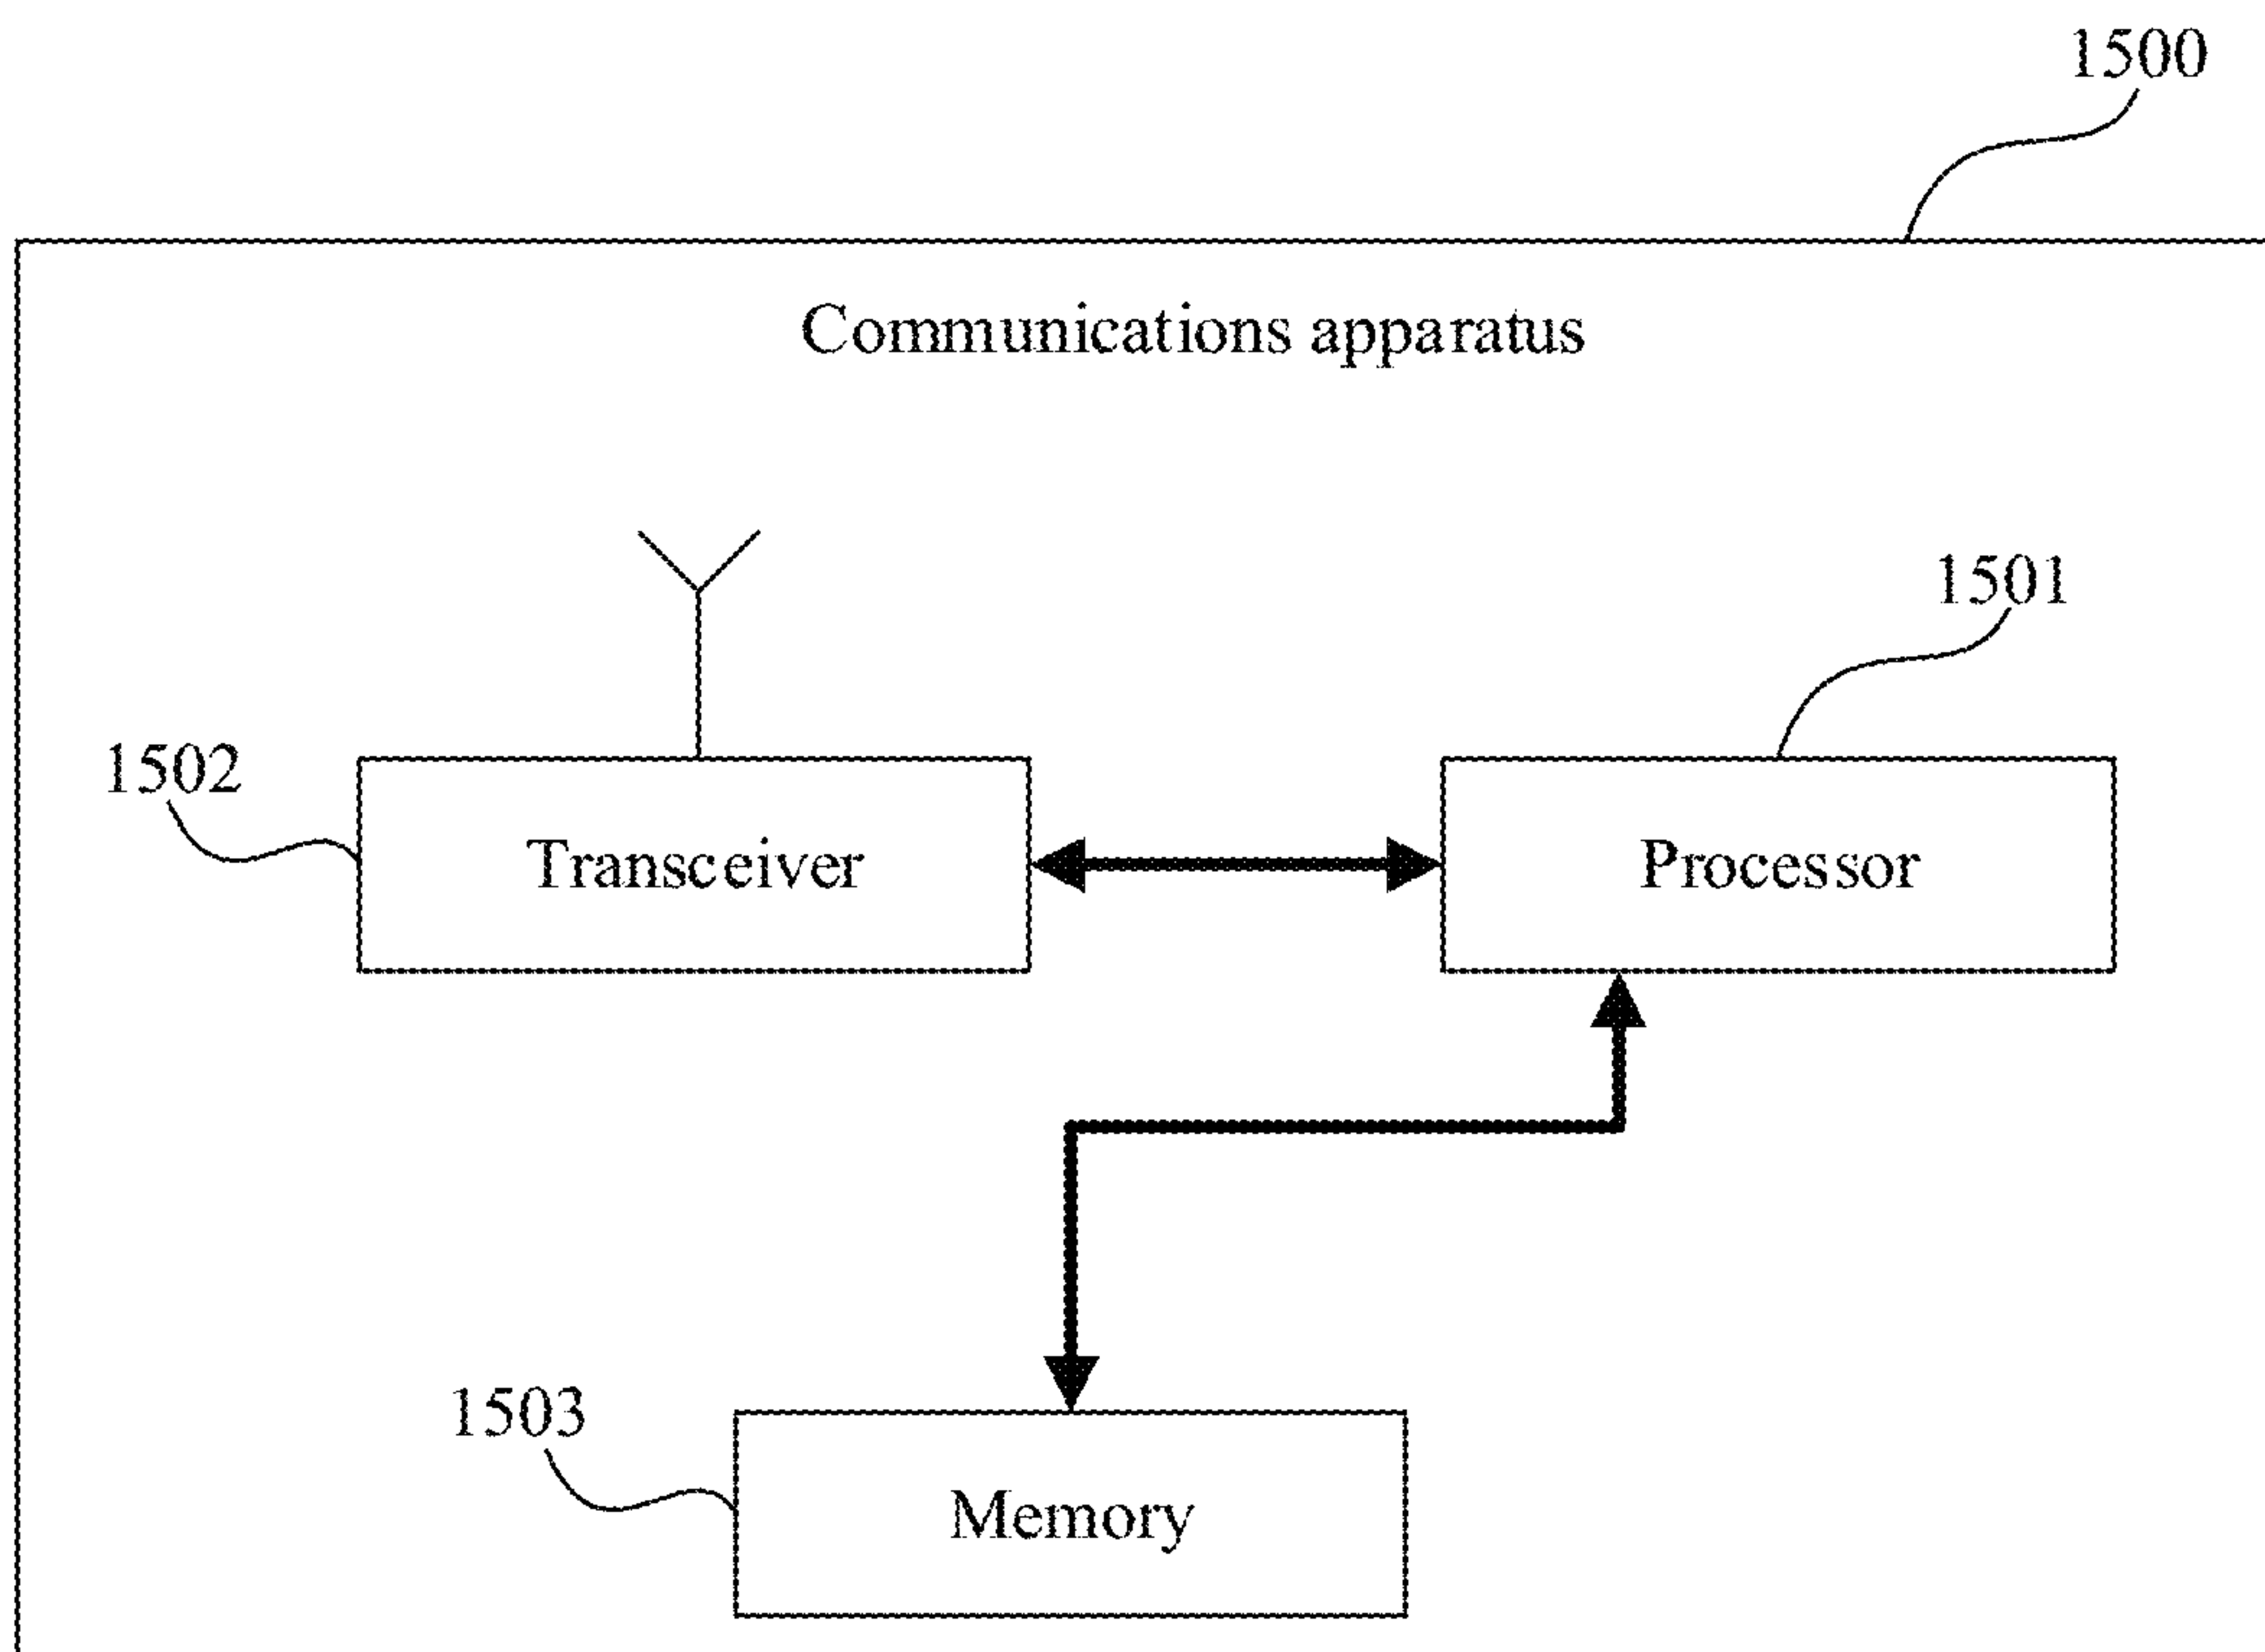 1500
Communications apparatus
1501
1502
Transceiver
Processor
1503
Memory